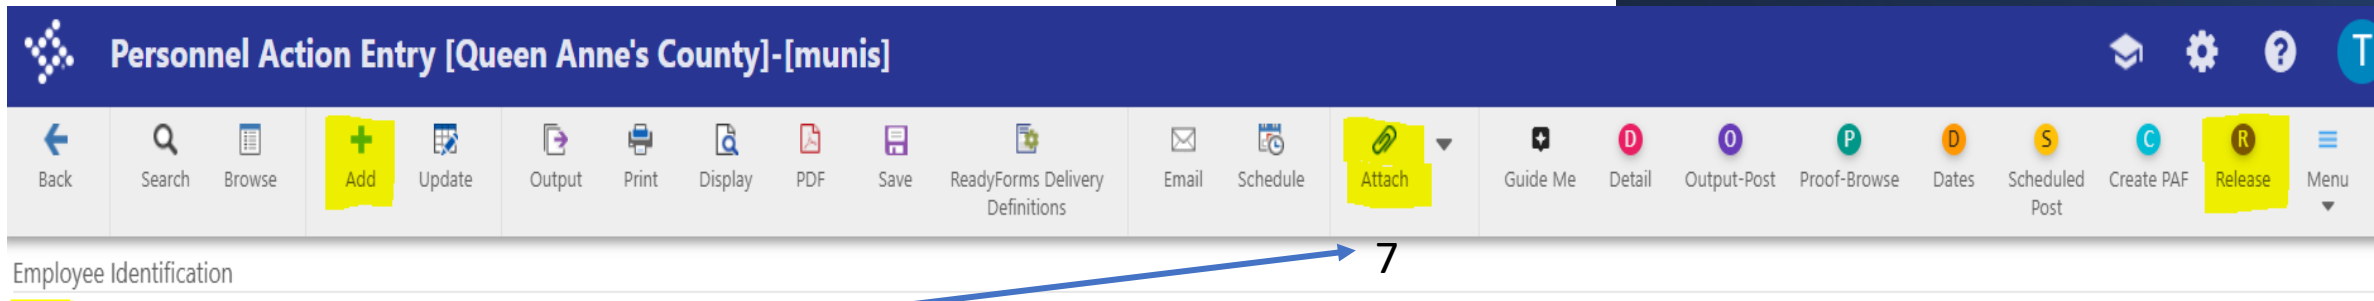 Personnel Action Entry [Queen Anne's County]-[munis]
T
D O P D S C R
Back Search Browse Add Update Output Print Display PDF Save ReadyForms Delivery Email Schedule Attach Guide Me Detail Output-Post Proof-Browse Dates Scheduled Create PAF Release Menu
Definitions Post
7
Employee Identification